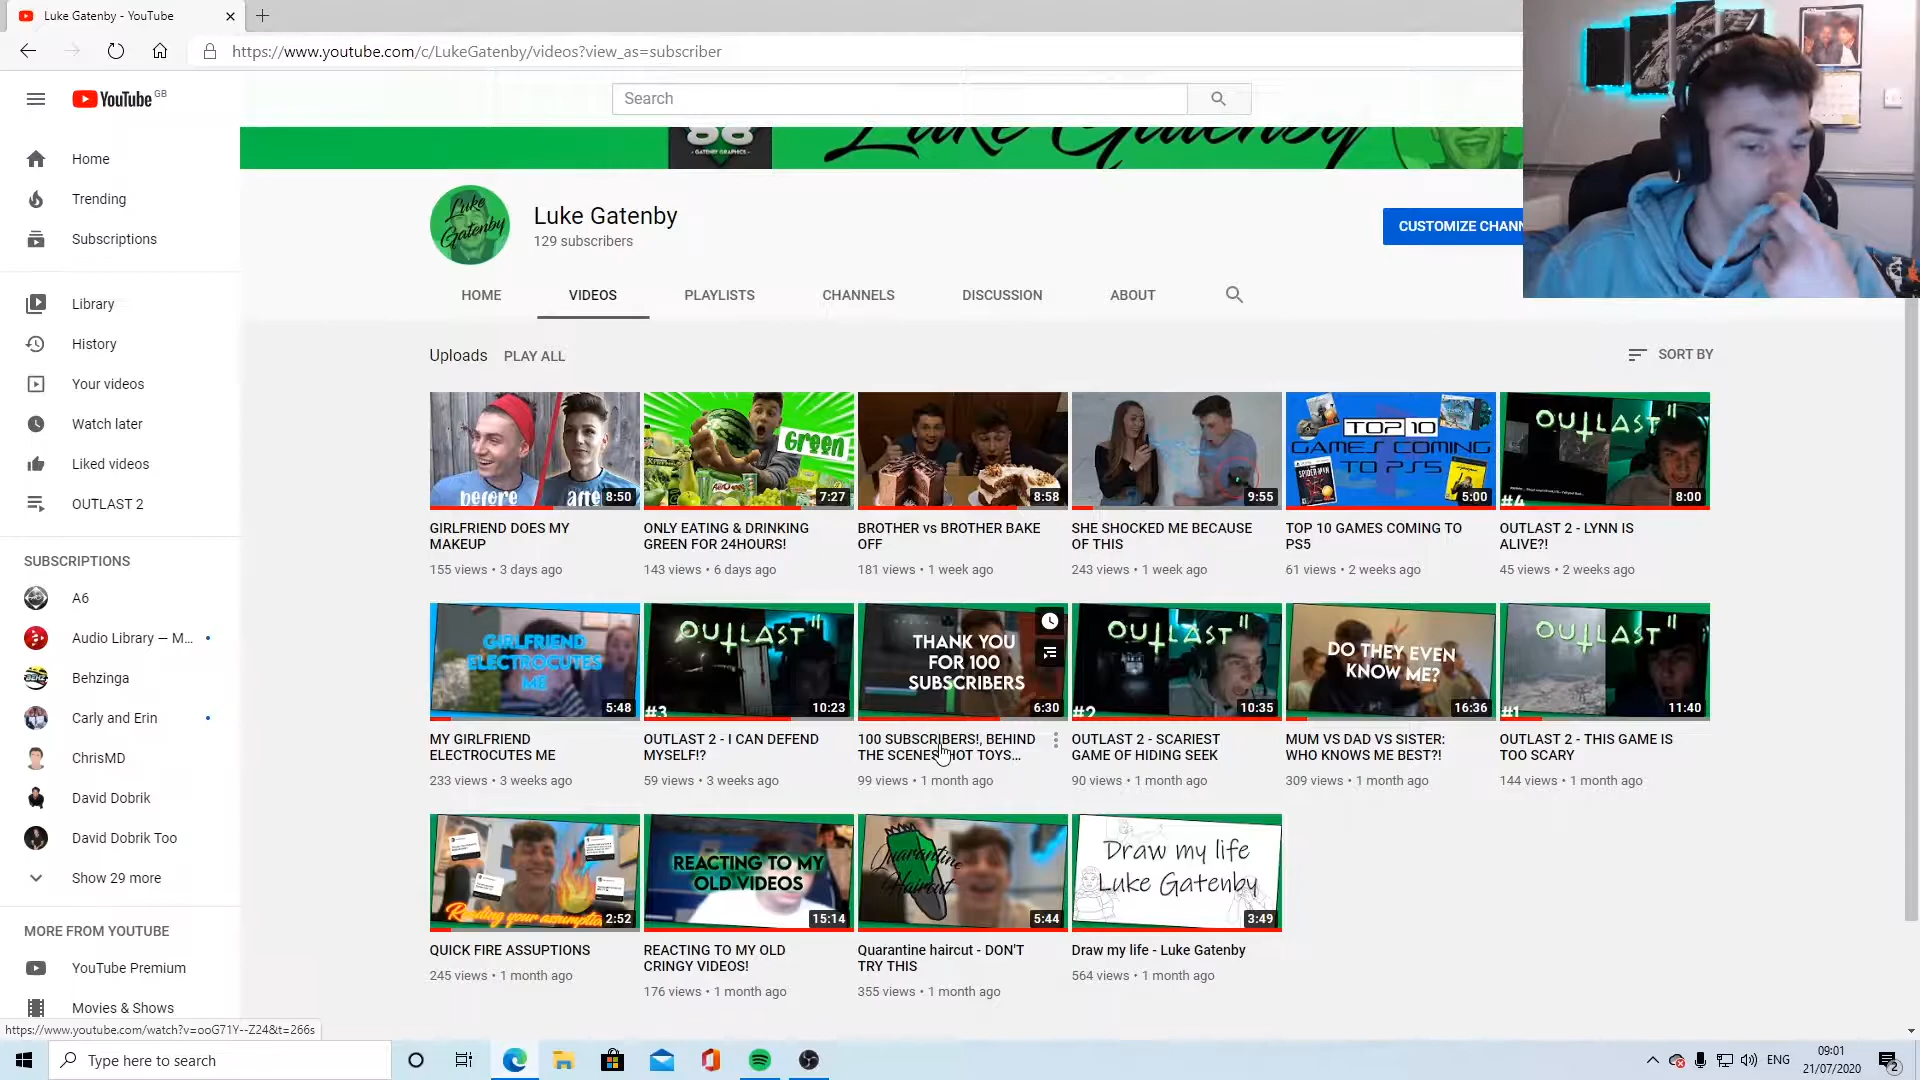 Luke Gatenby - YouTube
https://www.youtube.com/c/LukeGatenby/videos?view_as=subscriber
YouTube GB
Search
88
- GATENBY GRAPHICS -
Luke Gatenby
Home
Trending
Subscriptions
Library
History
Your videos
Watch later
Liked videos
OUTLAST 2
SUBSCRIPTIONS
A6
Audio Library — M...
Behzinga
Carly and Erin
ChrisMD
David Dobrik
David Dobrik Too
Show 29 more
MORE FROM YOUTUBE
YouTube Premium
Movies & Shows
https://www.youtube.com/watch?v=ooG71Y--Z24&t=266s
Luke
Gatenby
Luke Gatenby
129 subscribers
CUSTOMIZE CHANN
HOME
VIDEOS
PLAYLISTS
CHANNELS
DISCUSSION
ABOUT
Uploads
PLAY ALL
SORT BY
before
8:50
GIRLFRIEND DOES MY
MAKEUP
155 views • 3 days ago
Green
7:27
ONLY EATING & DRINKING
GREEN FOR 24HOURS!
143 views • 6 days ago
8:58
BROTHER vs BROTHER BAKE
OFF
181 views • 1 week ago
9:55
SHE SHOCKED ME BECAUSE
OF THIS
243 views • 1 week ago
TOP 10
GAMES COMING
TO PS5
5:00
TOP 10 GAMES COMING TO
PS5
61 views • 2 weeks ago
OUTLAST II
#4
8:00
OUTLAST 2 - LYNN IS
ALIVE?!
45 views • 2 weeks ago
GIRLFRIEND
ELECTROCUTES
ME
5:48
MY GIRLFRIEND
ELECTROCUTES ME
233 views • 3 weeks ago
OUTLAST II
#3
10:23
OUTLAST 2 - I CAN DEFEND
MYSELF!?
59 views • 3 weeks ago
THANK YOU
FOR 100
SUBSCRIBERS
6:30
100 SUBSCRIBERS!, BEHIND
THE SCENES, HOT TOYS...
99 views • 1 month ago
OUTLAST II
#2
10:35
OUTLAST 2 - SCARIEST
GAME OF HIDING SEEK
90 views • 1 month ago
DO THEY EVEN
KNOW ME?
16:36
MUM VS DAD VS SISTER:
WHO KNOWS ME BEST?!
309 views • 1 month ago
OUTLAST II
#1
11:40
OUTLAST 2 - THIS GAME IS
TOO SCARY
144 views • 1 month ago
Reading your assumptio
2:52
QUICK FIRE ASSUPTIONS
245 views • 1 month ago
REACTING TO MY
OLD VIDEOS
15:14
REACTING TO MY OLD
CRINGY VIDEOS!
176 views • 1 month ago
Quarantine
Haircut
5:44
Quarantine haircut - DON'T
TRY THIS
355 views • 1 month ago
Draw my life
Luke Gatenby
3:49
Draw my life - Luke Gatenby
564 views • 1 month ago
Type here to search
ENG
09:01
21/07/2020
2